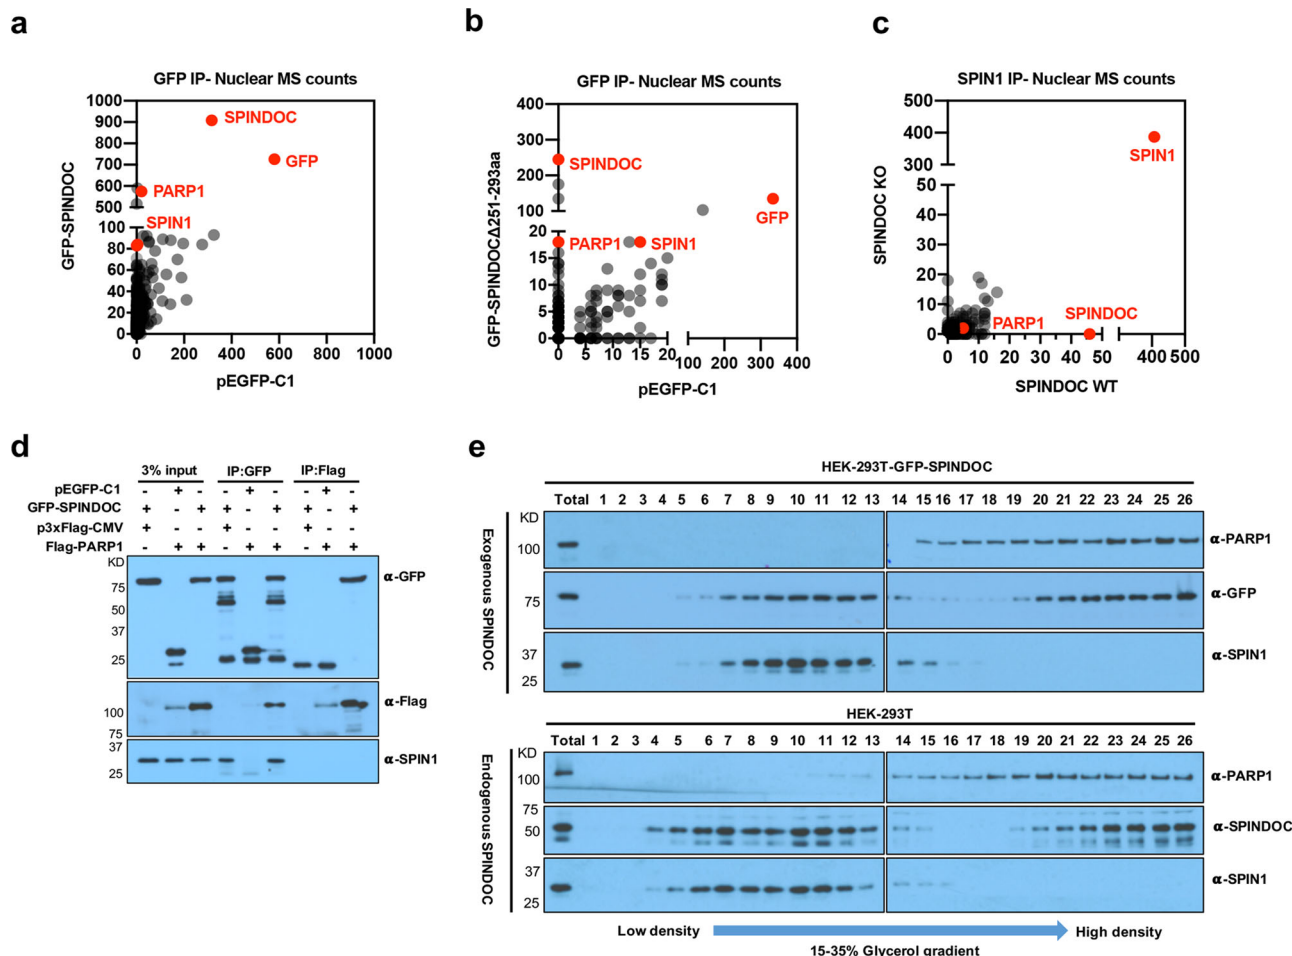 a
GFP IP- Nuclear MS counts
GFP-SPINDOC
1000
900
800
700
600
500
100
80
60
40
20
0
SPINDOC
GFP
PARP1
SPIN1
0 200 400 600 800 1000
pEGFP-C1
b
GFP IP- Nuclear MS counts
GFP-SPINDOCΔ251-293aa
400
300
200
100
20
15
10
5
0
SPINDOC
GFP
PARP1
SPIN1
0 5 10 15 20 100 200 300 400
pEGFP-C1
c
SPIN1 IP- Nuclear MS counts
SPINDOC KO
500
400
300
50
40
30
20
10
0
SPIN1
PARP1
SPINDOC
0 10 20 30 40 50 400 500
SPINDOC WT
d
3% input IP:GFP IP:Flag
pEGFP-C1 - + - - + - - + -
GFP-SPINDOC + - + + - + + - +
p3xFlag-CMV + - - + - - + - -
Flag-PARP1 - + + - + + - + +
KD
75
50
37
25
α-GFP
100
75
α-Flag
37
25
α-SPIN1
e
HEK-293T-GFP-SPINDOC
Total 1 2 3 4 5 6 7 8 9 10 11 12 13 14 15 16 17 18 19 20 21 22 23 24 25 26
Exogenous SPINDOC
KD
100
α-PARP1
75
α-GFP
37
25
α-SPIN1
HEK-293T
Total 1 2 3 4 5 6 7 8 9 10 11 12 13 14 15 16 17 18 19 20 21 22 23 24 25 26
Endogenous SPINDOC
KD
100
α-PARP1
75
50
α-SPINDOC
37
25
α-SPIN1
Low density High density
15-35% Glycerol gradient